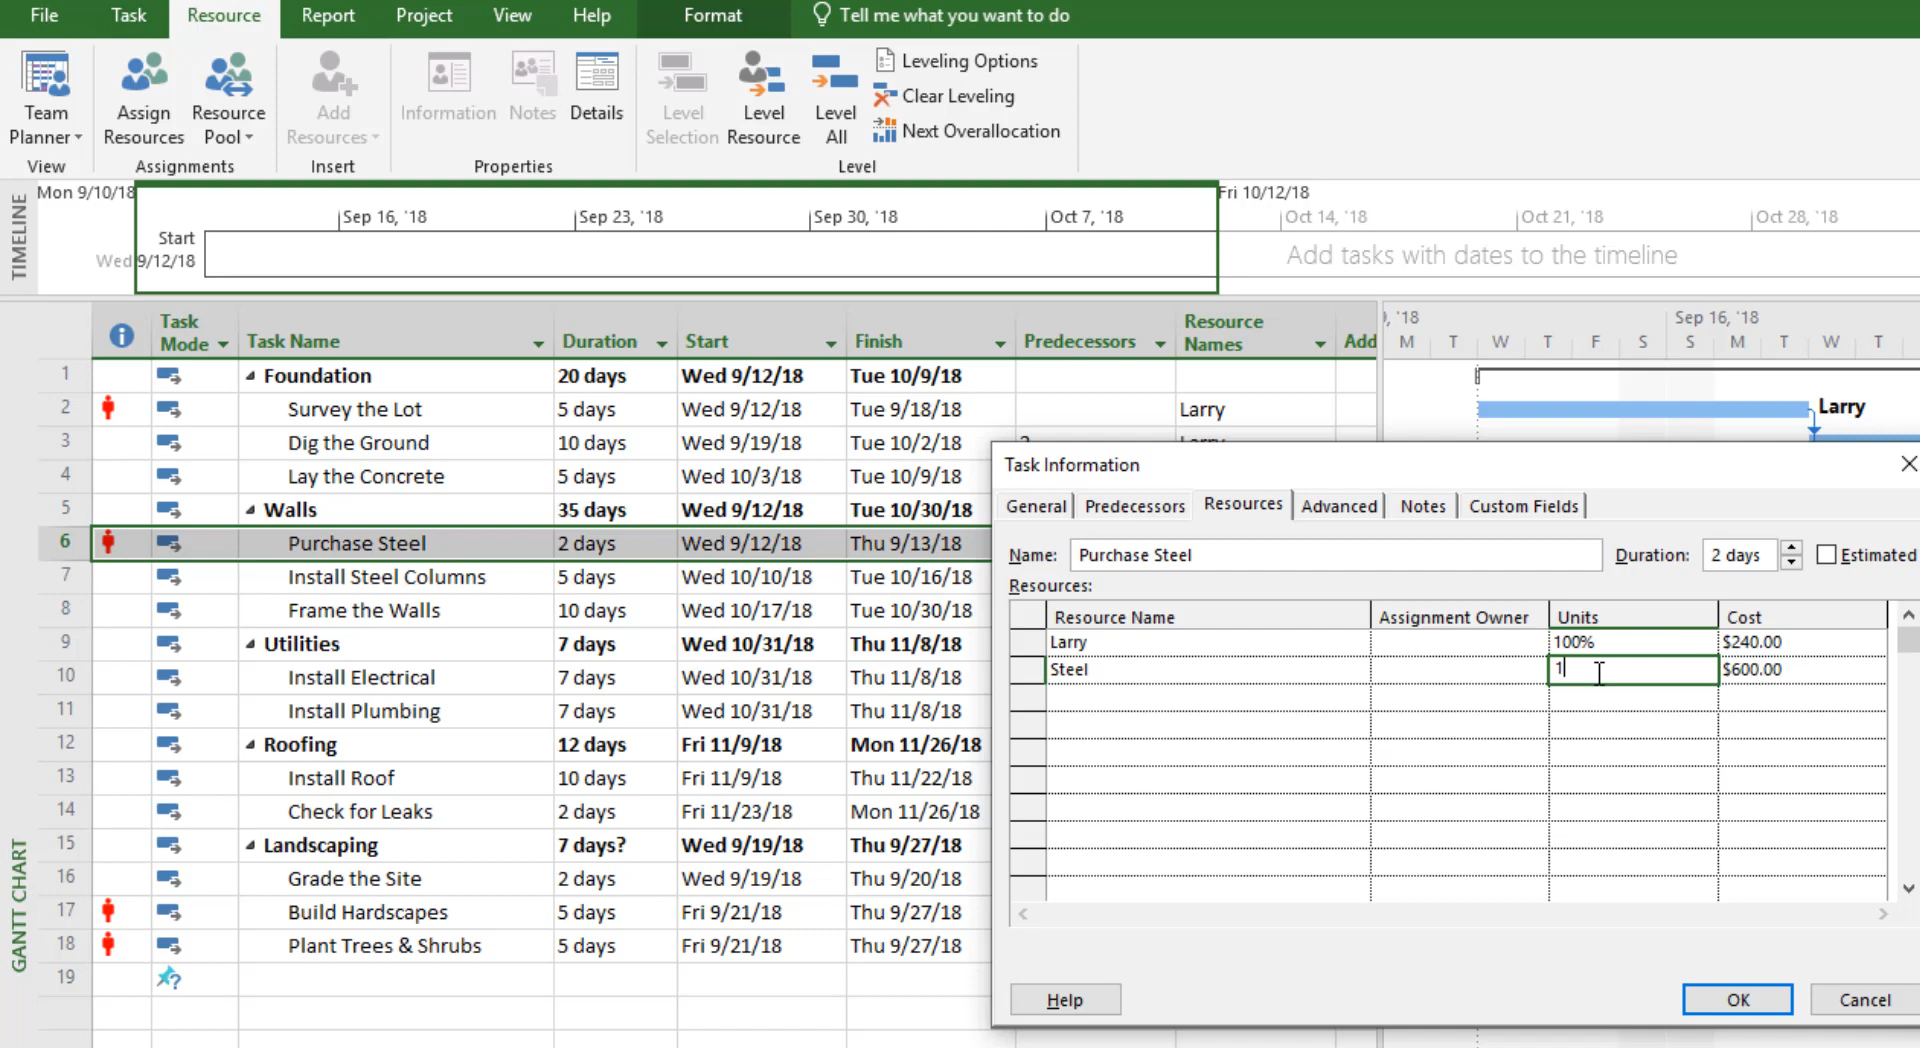 File Task Resource Report Project View Help Format Tell me what you want to do
Team Planner
Assign Resources
Resource Pool
Add Resources
Information
Notes
Details
Level Selection
Level Resource
Level All
Leveling Options
Clear Leveling
Next Overallocation
View Assignments Insert Properties Level
TIMELINE
Mon 9/10/18 Fri 10/12/18
Sep 16, '18 Sep 23, '18 Sep 30, '18 Oct 7, '18 Oct 14, '18 Oct 21, '18 Oct 28, '18
Start
Wed 9/12/18
Add tasks with dates to the timeline
GANTT CHART
Task Mode Task Name Duration Start Finish Predecessors Resource Names Add
, '18 Sep 16, '18
M T W T F S S M T W T
1 Foundation 20 days Wed 9/12/18 Tue 10/9/18
2 Survey the Lot 5 days Wed 9/12/18 Tue 9/18/18 Larry
Larry
3 Dig the Ground 10 days Wed 9/19/18 Tue 10/2/18 2 Larry
4 Lay the Concrete 5 days Wed 10/3/18 Tue 10/9/18
5 Walls 35 days Wed 9/12/18 Tue 10/30/18
6 Purchase Steel 2 days Wed 9/12/18 Thu 9/13/18
7 Install Steel Columns 5 days Wed 10/10/18 Tue 10/16/18
8 Frame the Walls 10 days Wed 10/17/18 Tue 10/30/18
9 Utilities 7 days Wed 10/31/18 Thu 11/8/18
10 Install Electrical 7 days Wed 10/31/18 Thu 11/8/18
11 Install Plumbing 7 days Wed 10/31/18 Thu 11/8/18
12 Roofing 12 days Fri 11/9/18 Mon 11/26/18
13 Install Roof 10 days Fri 11/9/18 Thu 11/22/18
14 Check for Leaks 2 days Fri 11/23/18 Mon 11/26/18
15 Landscaping 7 days? Wed 9/19/18 Thu 9/27/18
16 Grade the Site 2 days Wed 9/19/18 Thu 9/20/18
17 Build Hardscapes 5 days Fri 9/21/18 Thu 9/27/18
18 Plant Trees & Shrubs 5 days Fri 9/21/18 Thu 9/27/18
19
Task Information
General Predecessors Resources Advanced Notes Custom Fields
Name: Purchase Steel Duration: 2 days Estimated
Resources:
Resource Name Assignment Owner Units Cost
Larry 100% $240.00
Steel 1 $600.00
Help OK Cancel